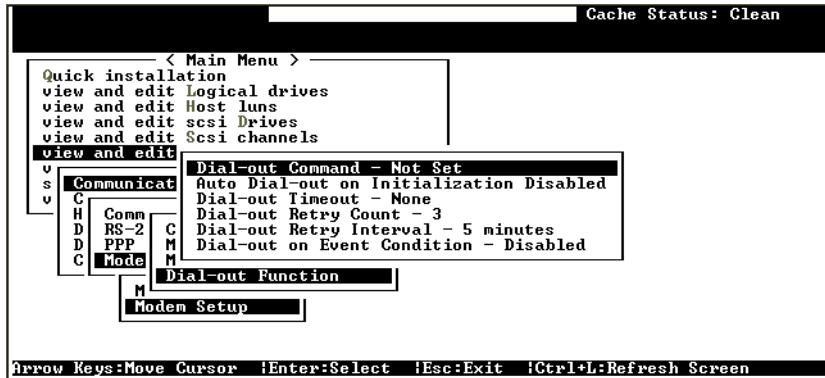 Cache Status: Clean
< Main Menu >
Quick installation
view and edit Logical drives
view and edit Host luns
view and edit scsi Drives
view and edit Scsi channels
view and edit
v
s
v
Communicat
C
H
D
D
C
Comm
RS-2
PPP
Mode
C
M
M
Dial-out Command - Not Set
Auto Dial-out on Initialization Disabled
Dial-out Timeout - None
Dial-out Retry Count - 3
Dial-out Retry Interval - 5 minutes
Dial-out on Event Condition - Disabled
Dial-out Function
M
Modem Setup
Arrow Keys:Move Cursor |Enter:Select |Esc:Exit |Ctrl+L:Refresh Screen